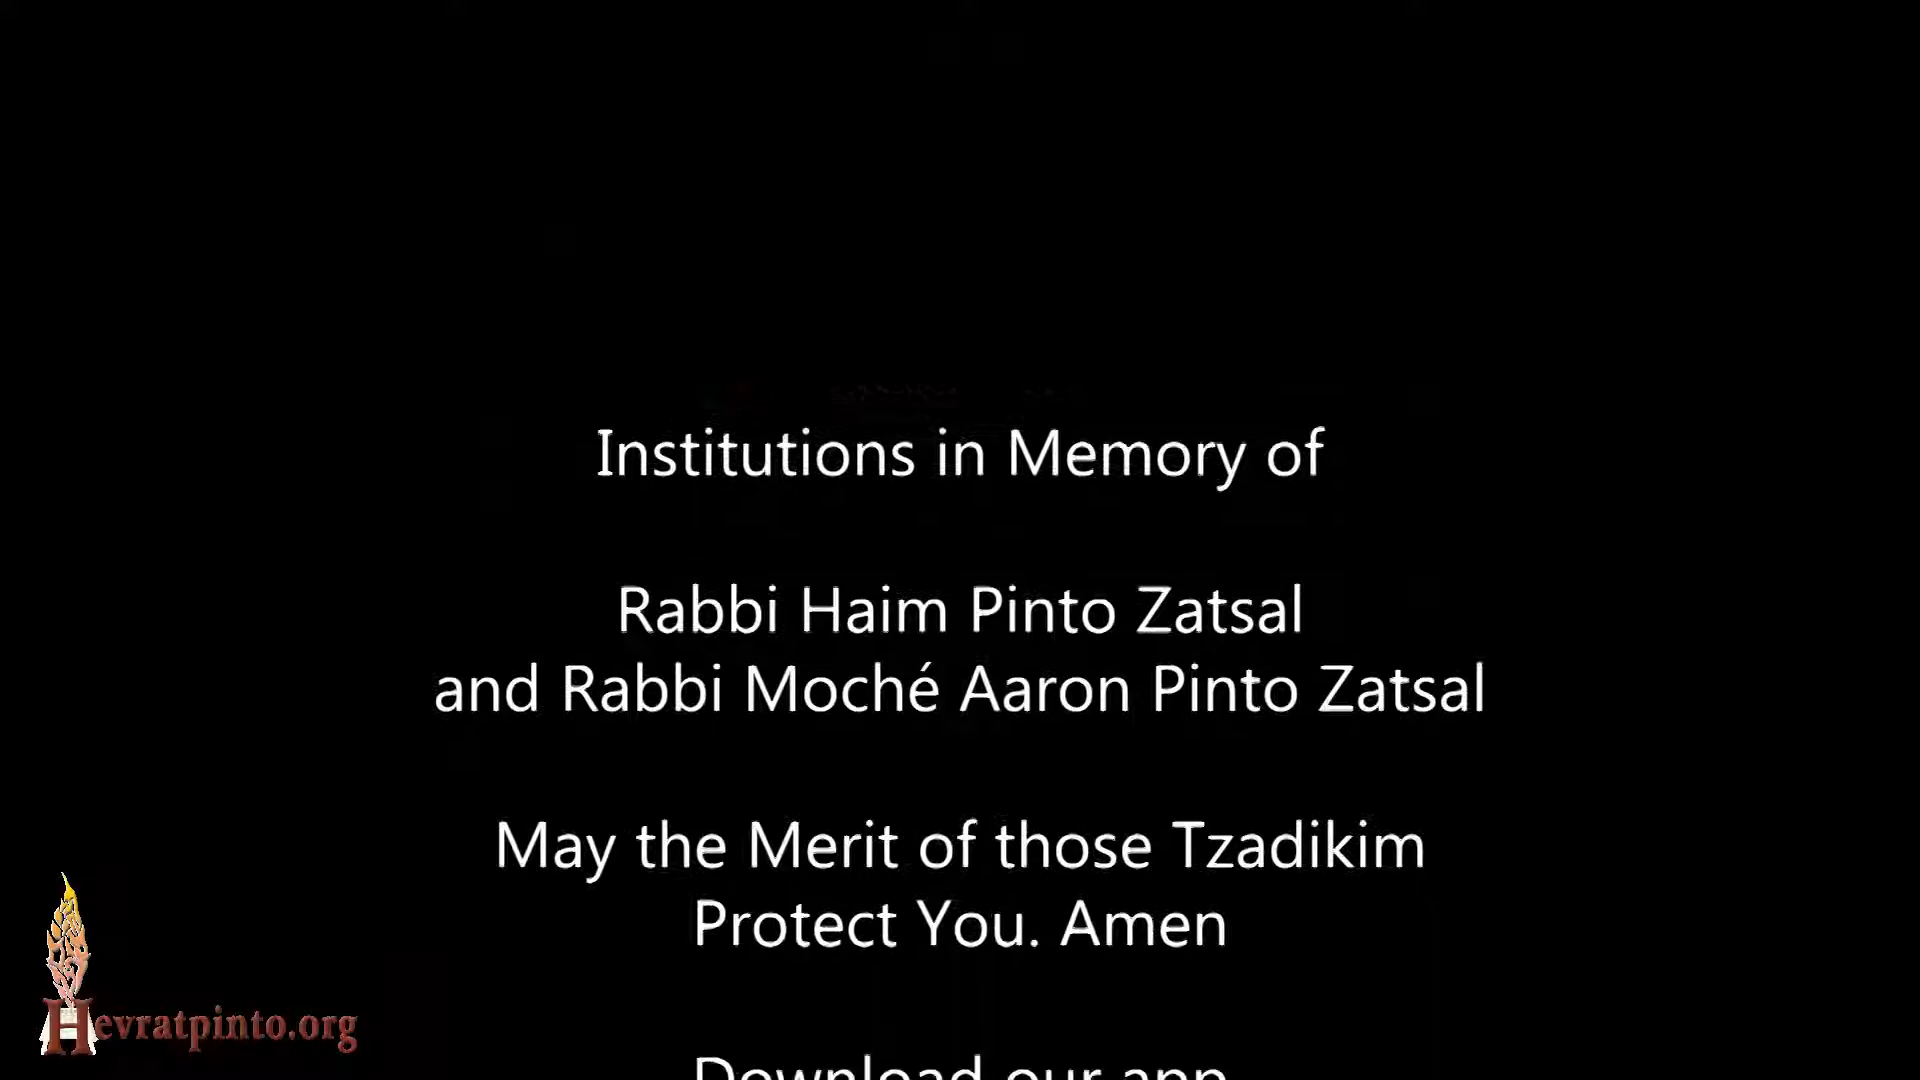 Institutions in Memory of
Rabbi Haim Pinto Zatsal
and Rabbi Moché Aaron Pinto Zatsal
May the Merit of those Tzadikim
Protect You. Amen
Hevratpinto.org
Download our app